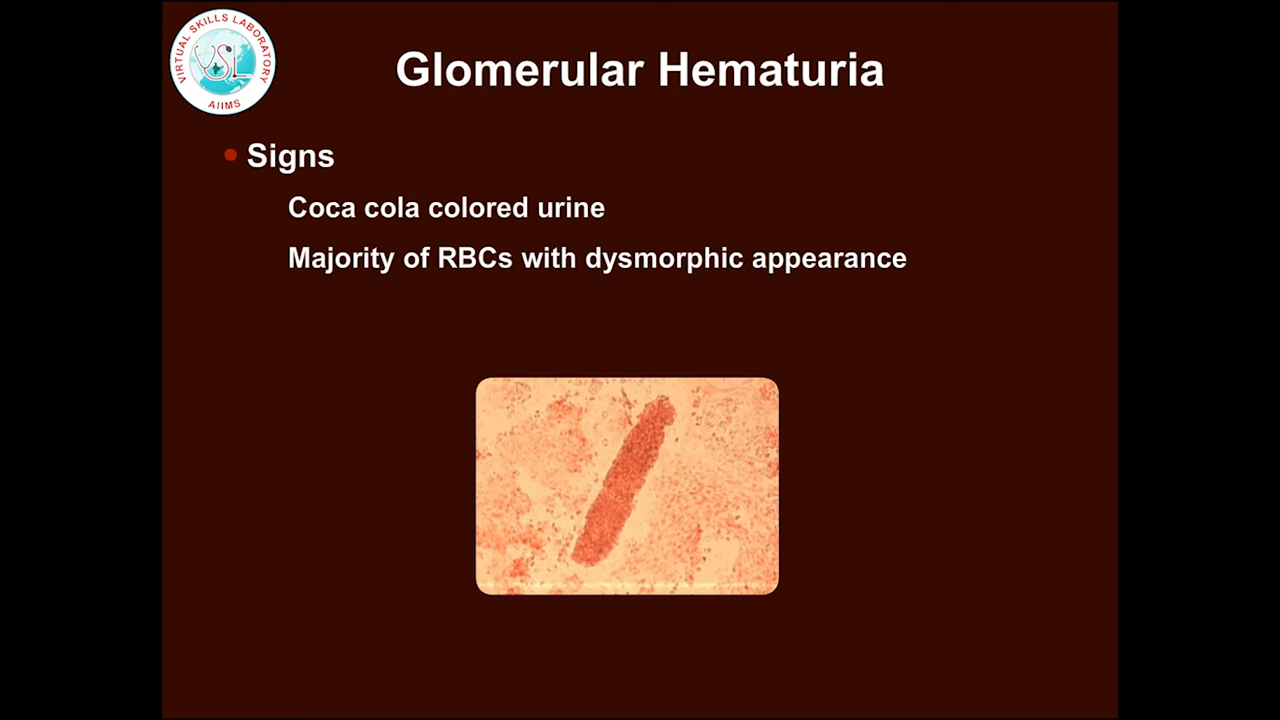 VIRTUAL SKILLS LABORATORY
VSL
AIIMS
Glomerular Hematuria
Signs
Coca cola colored urine
Majority of RBCs with dysmorphic appearance